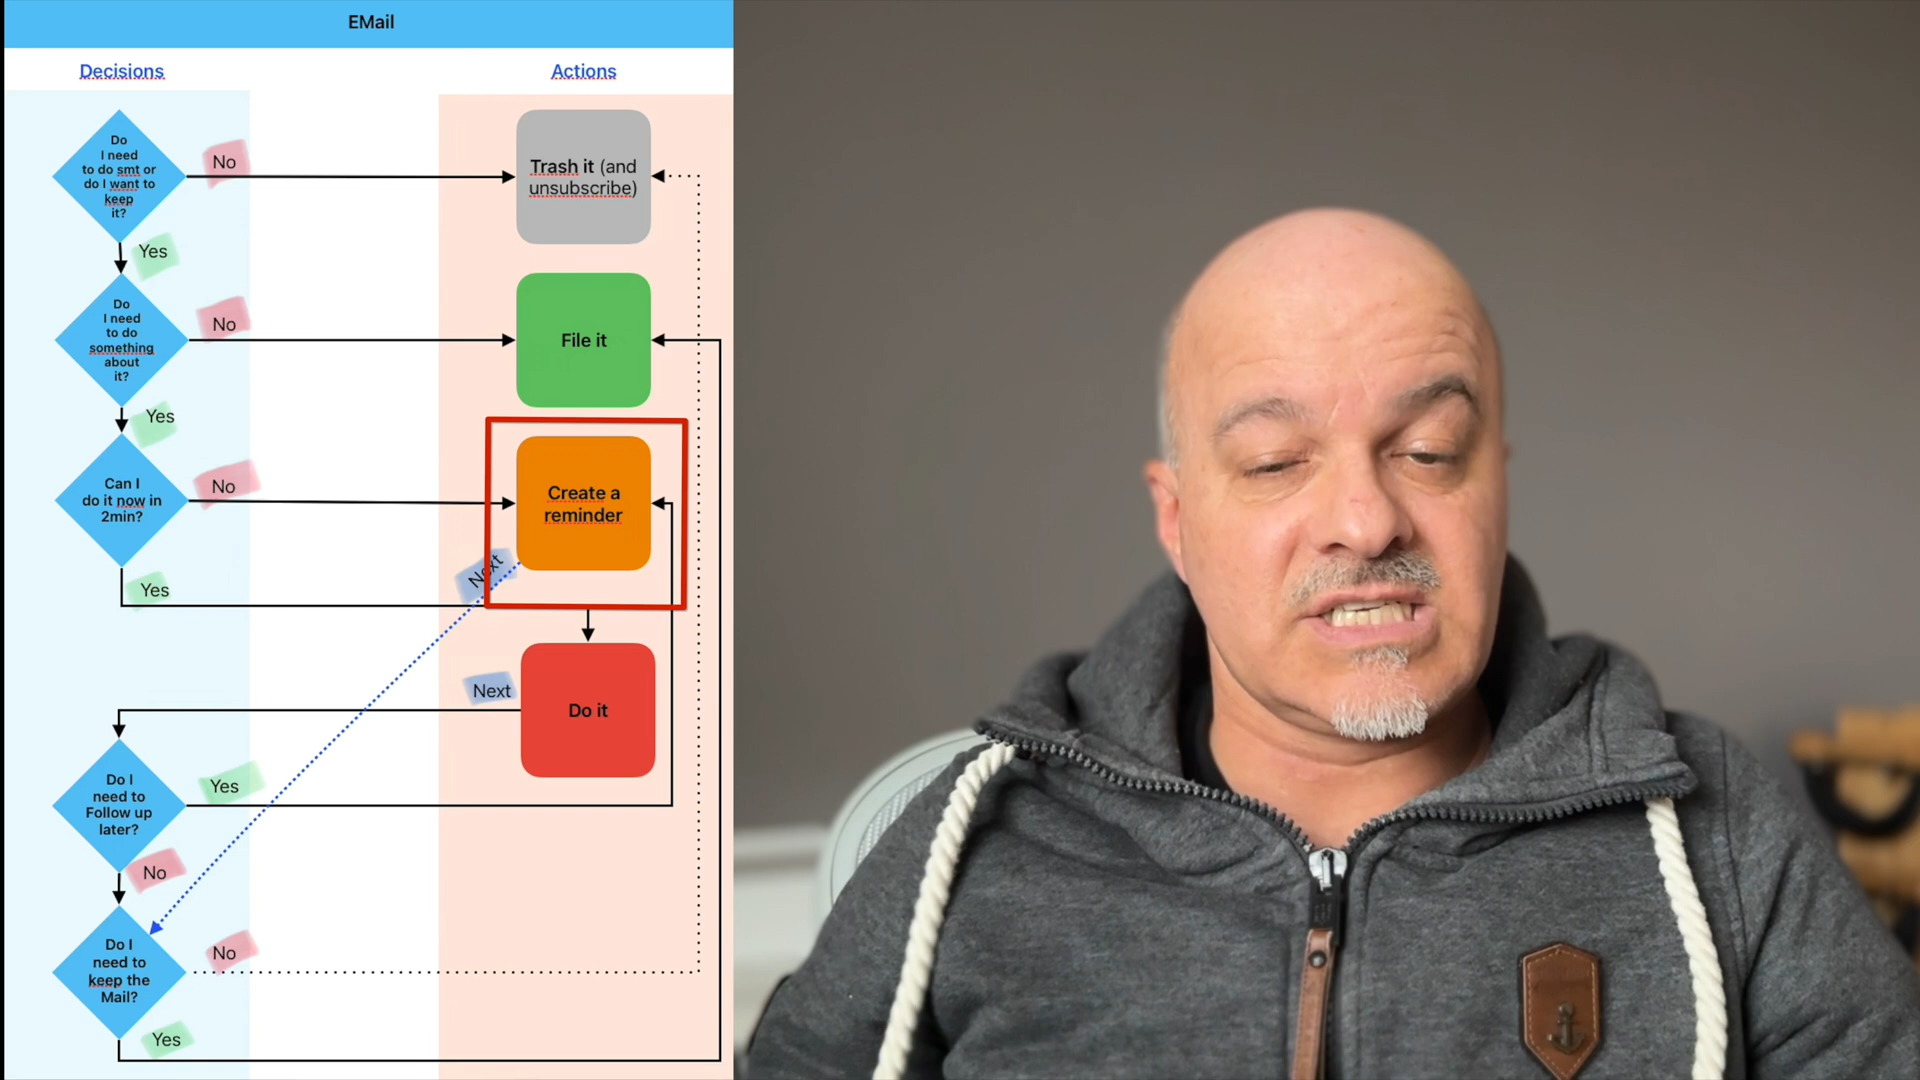 EMail
Decisions
Actions
Do
I need
to do smt or
do I want to
keep
it?
No
Trash it (and
unsubscribe)
Yes
Do
I need
to do
something
about
it?
No
File it
Yes
Can I
do it now in
2min?
No
Create a
reminder
Next
Yes
Next
Do it
Do I
need to
Follow up
later?
Yes
No
Do I
need to
keep the
Mail?
No
Yes